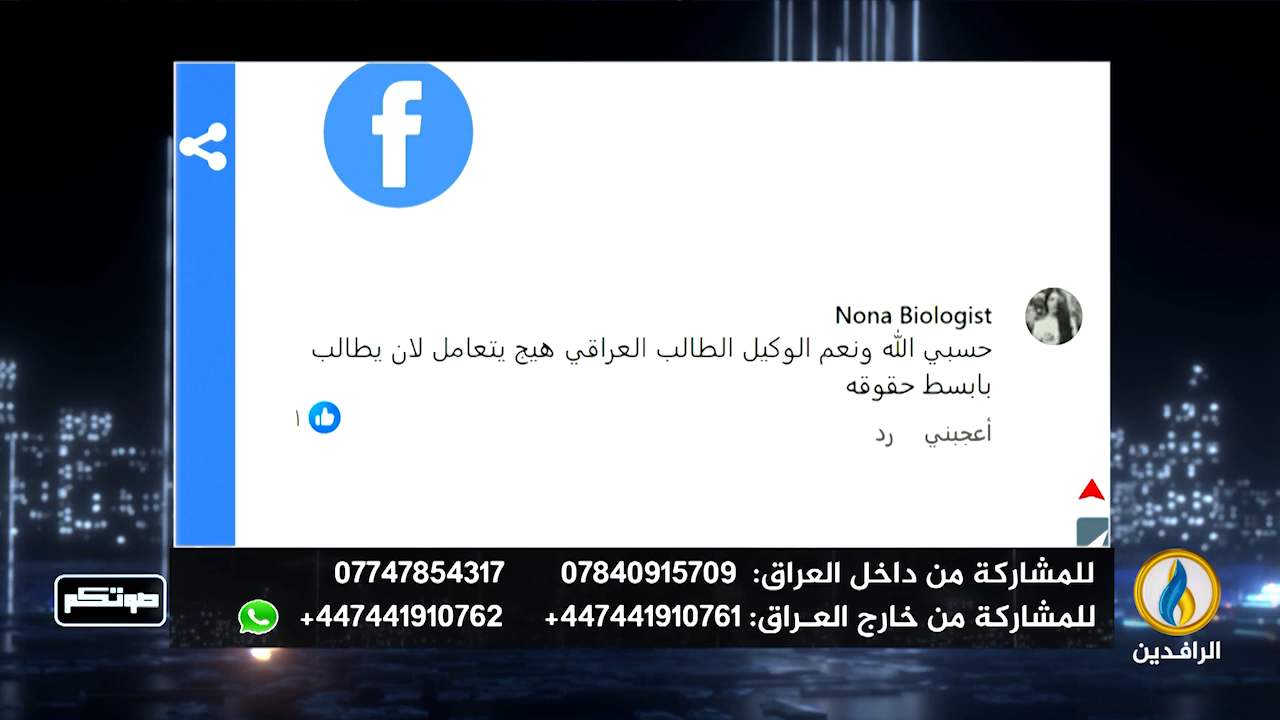 f
Nona Biologist
حسبي الله ونعم الوكيل الطالب العراقي هيج يتعامل لان يطالب
بابسط حقوقه
١
أعجبني رد
للمشاركة من داخل العراق: 07840915709 07747854317
للمشاركة من خارج العـراق: 447441910761+ 447441910762+
صوتكم
الرافـدين